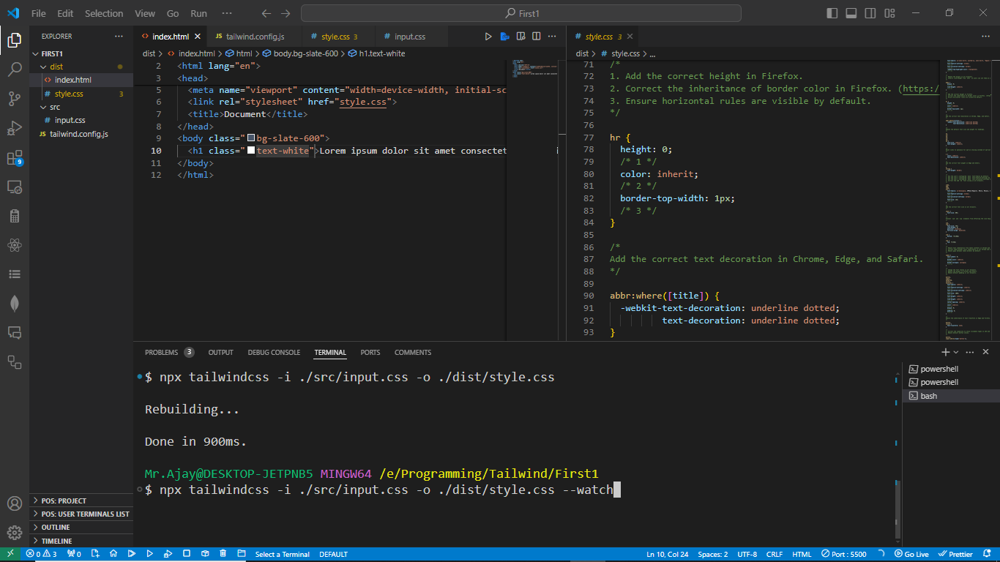 File Edit Selection View Go Run ··· First1
EXPLORER ···
FIRST1
dist
index.html
style.css 3
src
input.css
tailwind.config.js
9
POS: PROJECT
POS: USER TERMINALS LIST
OUTLINE
TIMELINE
index.html tailwind.config.js style.css 3 input.css ···
dist > index.html > html > body.bg-slate-600 > h1.text-white
2 <html lang="en">
3 <head>
5 <meta name="viewport" content="width=device-width, initial-sc
6 <link rel="stylesheet" href="style.css">
7 <title>Document</title>
8 </head>
9 <body class="bg-slate-600">
10 <h1 class="text-white">Lorem ipsum dolor sit amet consectet
11 </body>
12 </html>
style.css 3 ···
dist > style.css > ...
71 /*
72 1. Add the correct height in Firefox.
73 2. Correct the inheritance of border color in Firefox. (https:/
74 3. Ensure horizontal rules are visible by default.
75 */
76
77 hr {
78 height: 0;
79 /* 1 */
80 color: inherit;
81 /* 2 */
82 border-top-width: 1px;
83 /* 3 */
84 }
85
86 /*
87 Add the correct text decoration in Chrome, Edge, and Safari.
88 */
89
90 abbr:where([title]) {
91 -webkit-text-decoration: underline dotted;
92 text-decoration: underline dotted;
93 }
PROBLEMS 3 OUTPUT DEBUG CONSOLE TERMINAL PORTS COMMENTS
$ npx tailwindcss -i ./src/input.css -o ./dist/style.css
Rebuilding...
Done in 900ms.
Mr.Ajay@DESKTOP-JETPNB5 MINGW64 /e/Programming/Tailwind/First1
$ npx tailwindcss -i ./src/input.css -o ./dist/style.css --watch
powershell
powershell
bash
0 3 0 Select a Terminal DEFAULT Ln 10, Col 24 Spaces: 2 UTF-8 CRLF HTML Port : 5500 Go Live Prettier